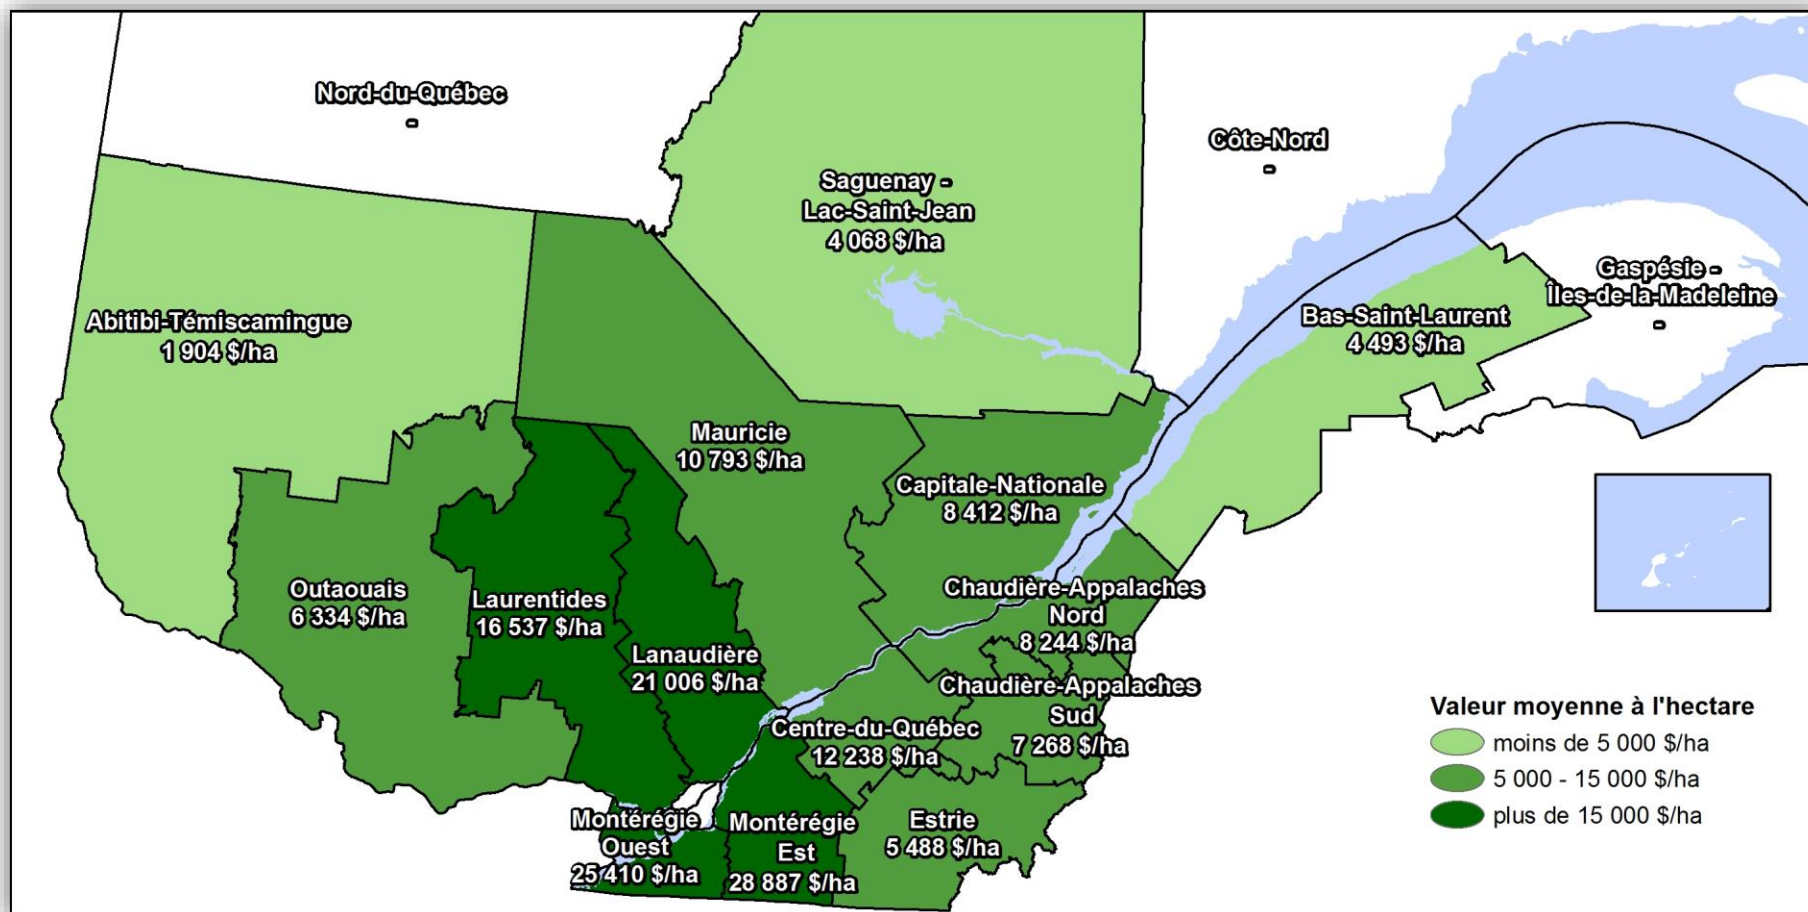 Nord-du-Québec
-
Côte-Nord
-
Saguenay -
Lac-Saint-Jean
4 068 $/ha
Gaspésie -
Îles-de-la-Madeleine
-
Abitibi-Témiscamingue
1 904 $/ha
Bas-Saint-Laurent
4 493 $/ha
Mauricie
10 793 $/ha
Capitale-Nationale
8 412 $/ha
Outaouais
6 334 $/ha
Laurentides
16 537 $/ha
Chaudière-Appalaches
Nord
8 244 $/ha
Lanaudière
21 006 $/ha
Chaudière-Appalaches
Sud
7 268 $/ha
Centre-du-Québec
12 238 $/ha
Montérégie
Ouest
25 410 $/ha
Montérégie
Est
28 887 $/ha
Estrie
5 488 $/ha
Valeur moyenne à l'hectare
moins de 5 000 $/ha
5 000 - 15 000 $/ha
plus de 15 000 $/ha